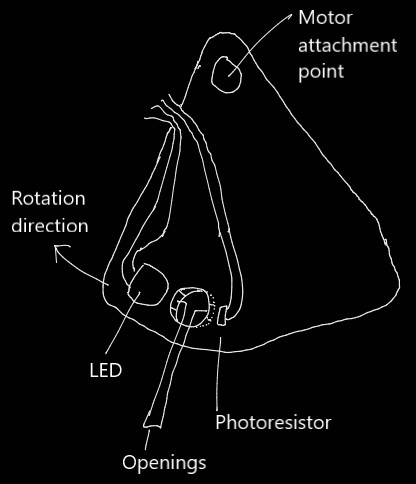 Motor
attachment
point
Rotation
direction
LED
Photoresistor
Openings